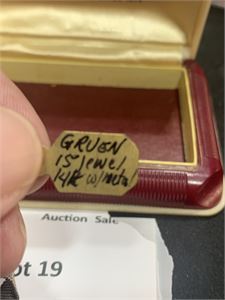 GRUEN
15 jewel
14K w/metal
Auction Sale
ot 19